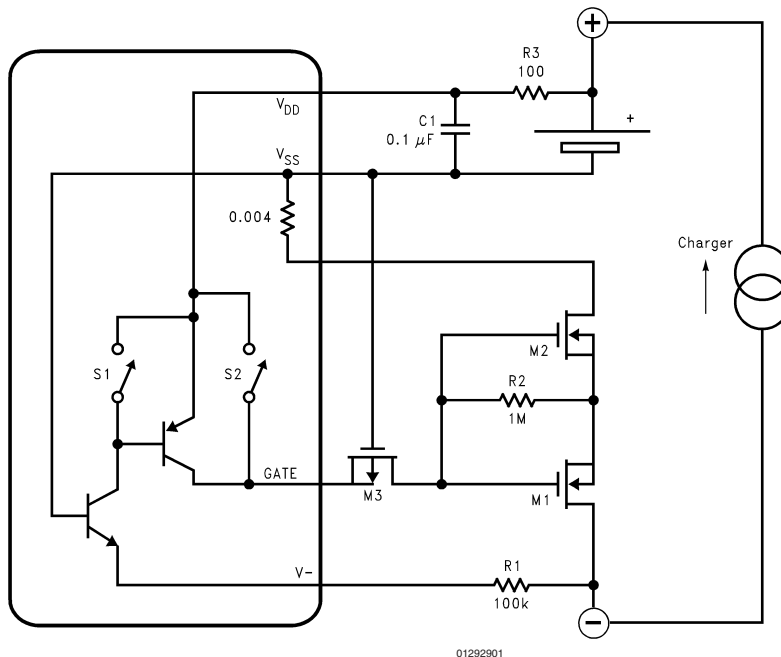 +
R3
100
V_DD
C1
0.1 μF
+
V_SS
0.004
Charger
M2
S1
S2
R2
1M
GATE
M3
M1
V-
R1
100k
−
01292901